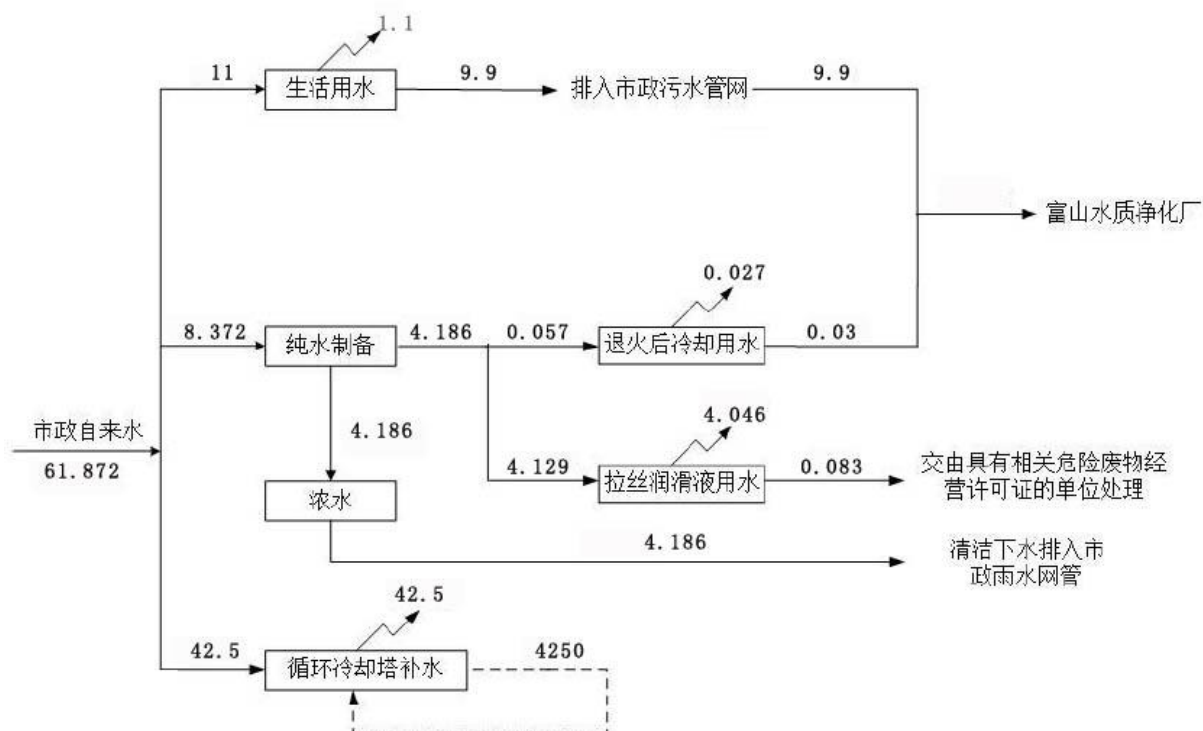 1.1
11
生活用水
9.9
排入市政污水管网
9.9
富山水质净化厂
0.027
8.372
纯水制备
4.186
0.057
退火后冷却用水
0.03
市政自来水
61.872
4.186
4.046
4.129
拉丝润滑液用水
0.083
交由具有相关危险废物经
营许可证的单位处理
浓水
4.186
清洁下水排入市
政雨水网管
42.5
42.5
循环冷却塔补水
4250